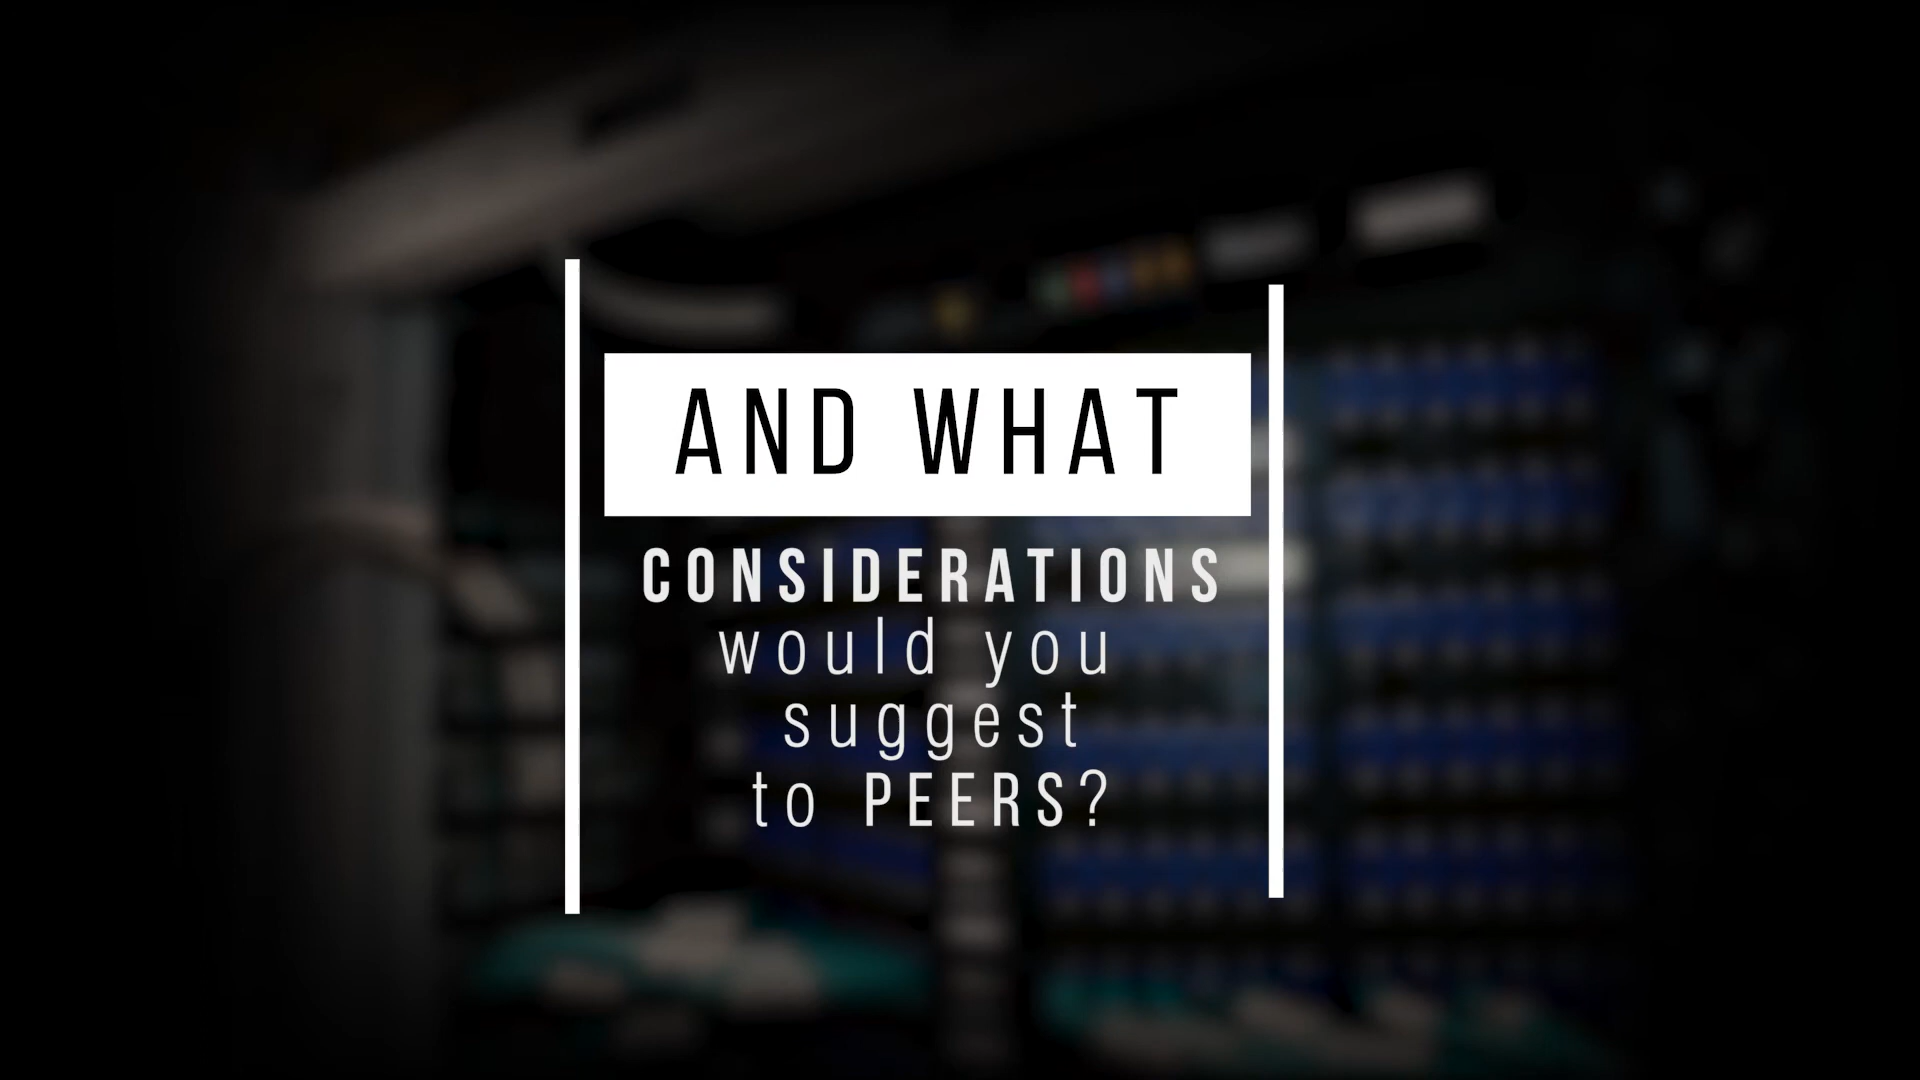 AND WHAT
CONSIDERATIONS
would you
suggest
to PEERS?